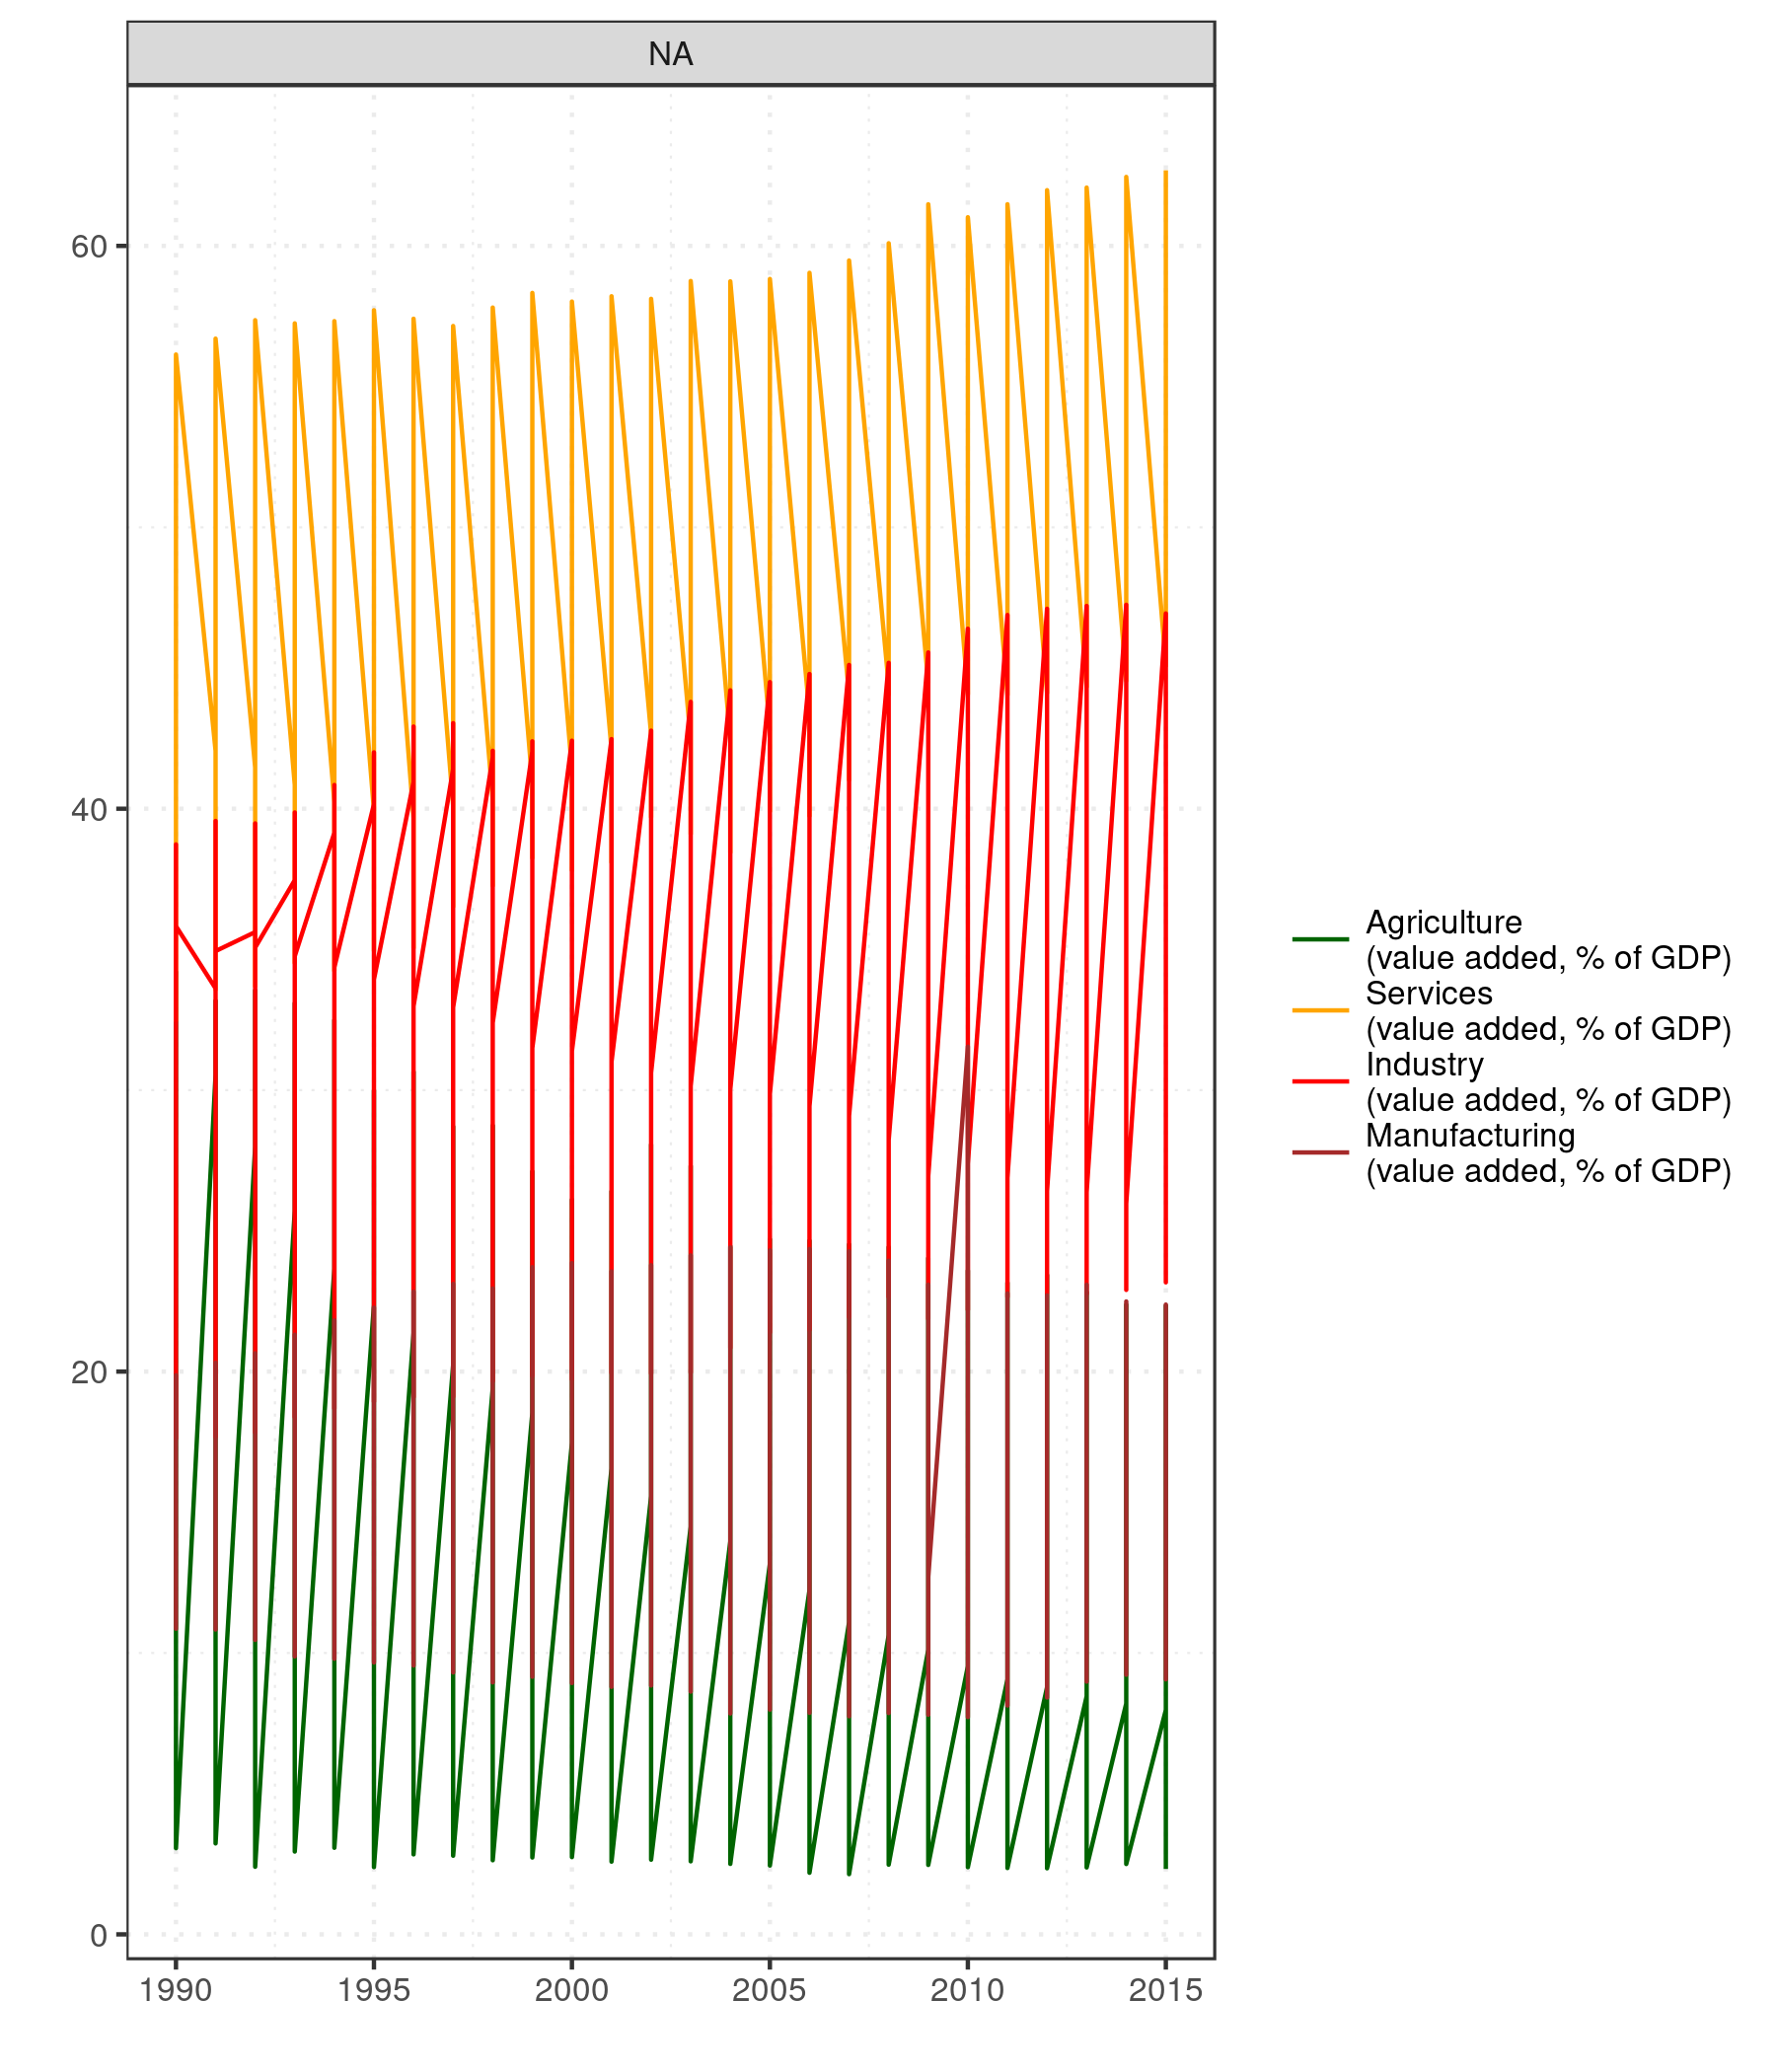 NA
60
40
20
0
1990 1995 2000 2005 2010 2015
Agriculture
(value added, % of GDP)
Services
(value added, % of GDP)
Industry
(value added, % of GDP)
Manufacturing
(value added, % of GDP)